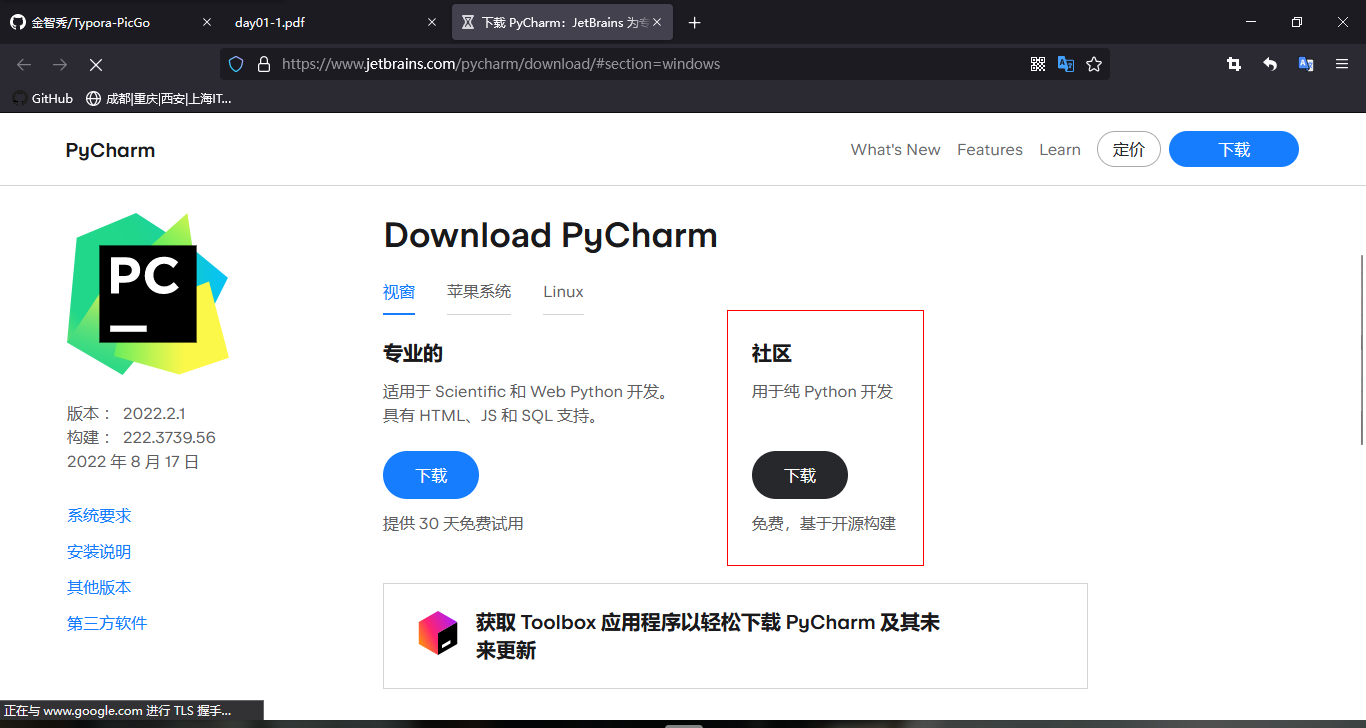 金智秀/Typora-PicGo
day01-1.pdf
下载 PyCharm：JetBrains 为专
https://www.jetbrains.com/pycharm/download/#section=windows
GitHub
成都|重庆|西安|上海IT...
PyCharm
What's New
Features
Learn
定价
下载
PC
Download PyCharm
视窗
苹果系统
Linux
专业的
适用于 Scientific 和 Web Python 开发。
具有 HTML、JS 和 SQL 支持。
下载
提供 30 天免费试用
社区
用于纯 Python 开发
下载
免费，基于开源构建
版本： 2022.2.1
构建： 222.3739.56
2022 年 8 月 17 日
系统要求
安装说明
其他版本
第三方软件
获取 Toolbox 应用程序以轻松下载 PyCharm 及其未
来更新
正在与 www.google.com 进行 TLS 握手...